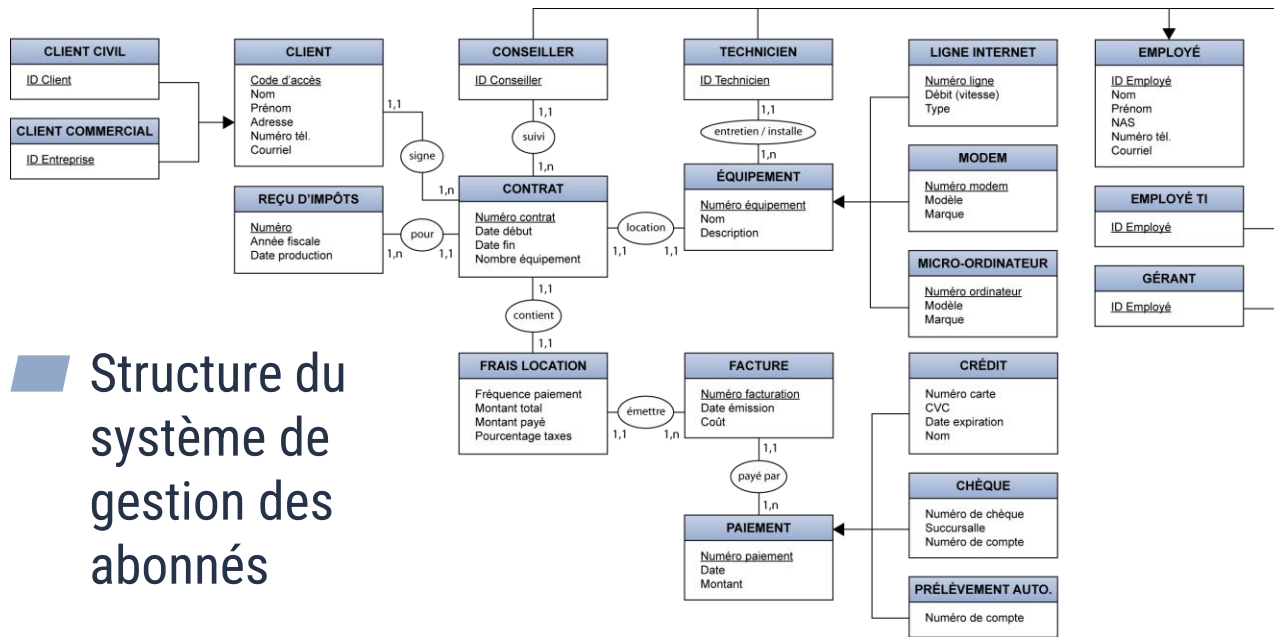 CLIENT CIVIL
ID Client
CLIENT COMMERCIAL
ID Entreprise
CLIENT
Code d'accès
Nom
Prénom
Adresse
Numéro tél.
Courriel
1,1
signe
1,n
REÇU D'IMPÔTS
Numéro
Année fiscale
Date production
1,n
pour
1,1
CONSEILLER
ID Conseiller
1,1
suivi
1,n
CONTRAT
Numéro contrat
Date début
Date fin
Nombre équipement
1,1
location
1,1
1,1
contient
1,1
TECHNICIEN
ID Technicien
1,1
entretien / installe
1,n
ÉQUIPEMENT
Numéro équipement
Nom
Description
LIGNE INTERNET
Numéro ligne
Débit (vitesse)
Type
MODEM
Numéro modem
Modèle
Marque
MICRO-ORDINATEUR
Numéro ordinateur
Modèle
Marque
EMPLOYÉ
ID Employé
Nom
Prénom
NAS
Numéro tél.
Courriel
EMPLOYÉ TI
ID Employé
GÉRANT
ID Employé
Structure du
système de
gestion des
abonnés
FRAIS LOCATION
Fréquence paiement
Montant total
Montant payé
Pourcentage taxes
1,1
émettre
1,n
FACTURE
Numéro facturation
Date émission
Coût
1,1
payé par
1,n
PAIEMENT
Numéro paiement
Date
Montant
CRÉDIT
Numéro carte
CVC
Date expiration
Nom
CHÈQUE
Numéro de chèque
Succursalle
Numéro de compte
PRÉLÈVEMENT AUTO.
Numéro de compte